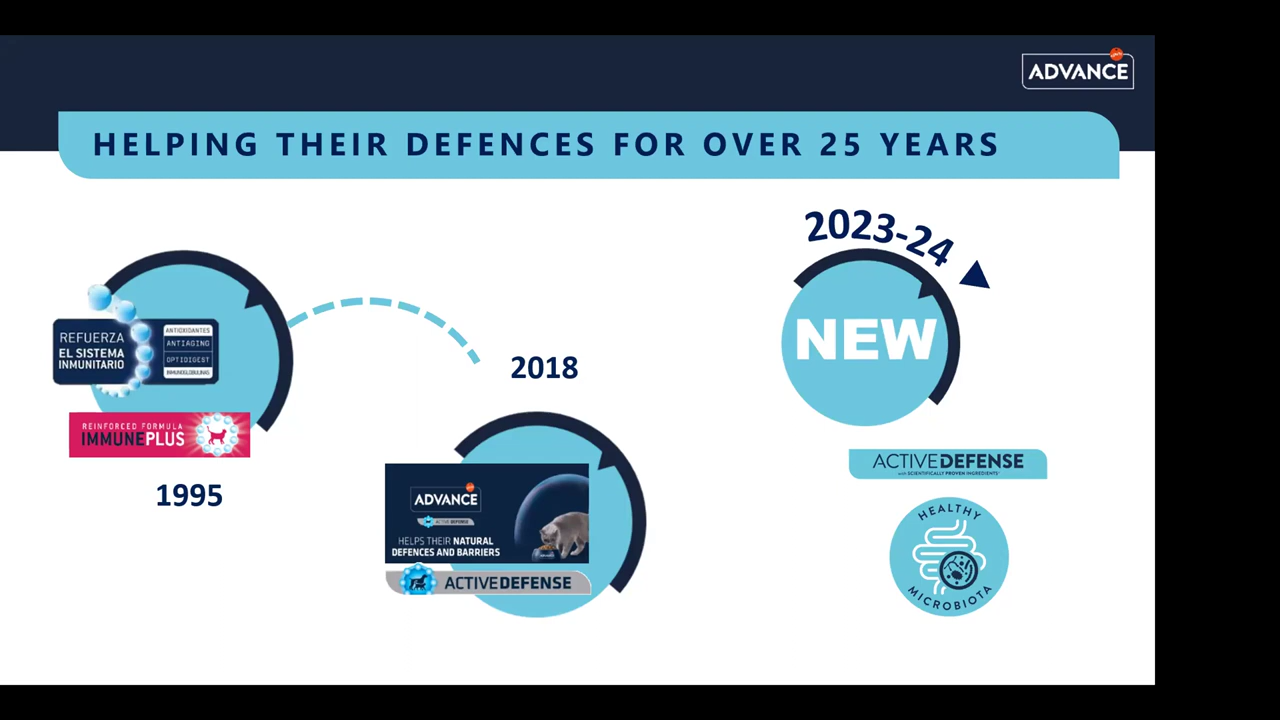 ADVANCE
HELPING THEIR DEFENCES FOR OVER 25 YEARS
REFUERZA
EL SISTEMA
INMUNITARIO
ANTIOXIDANTES
ANTIAGING
OPTIDIGEST
INMUNOGLOBULINAS
REINFORCED FORMULA
IMMUNEPLUS
1995
2018
ADVANCE
ACTIVE DEFENSE
HELPS THEIR NATURAL
DEFENCES AND BARRIERS
ACTIVEDEFENSE
2023-24
NEW
ACTIVEDEFENSE
with SCIENTIFICALLY PROVEN INGREDIENTS*
HEALTHY
MICROBIOTA